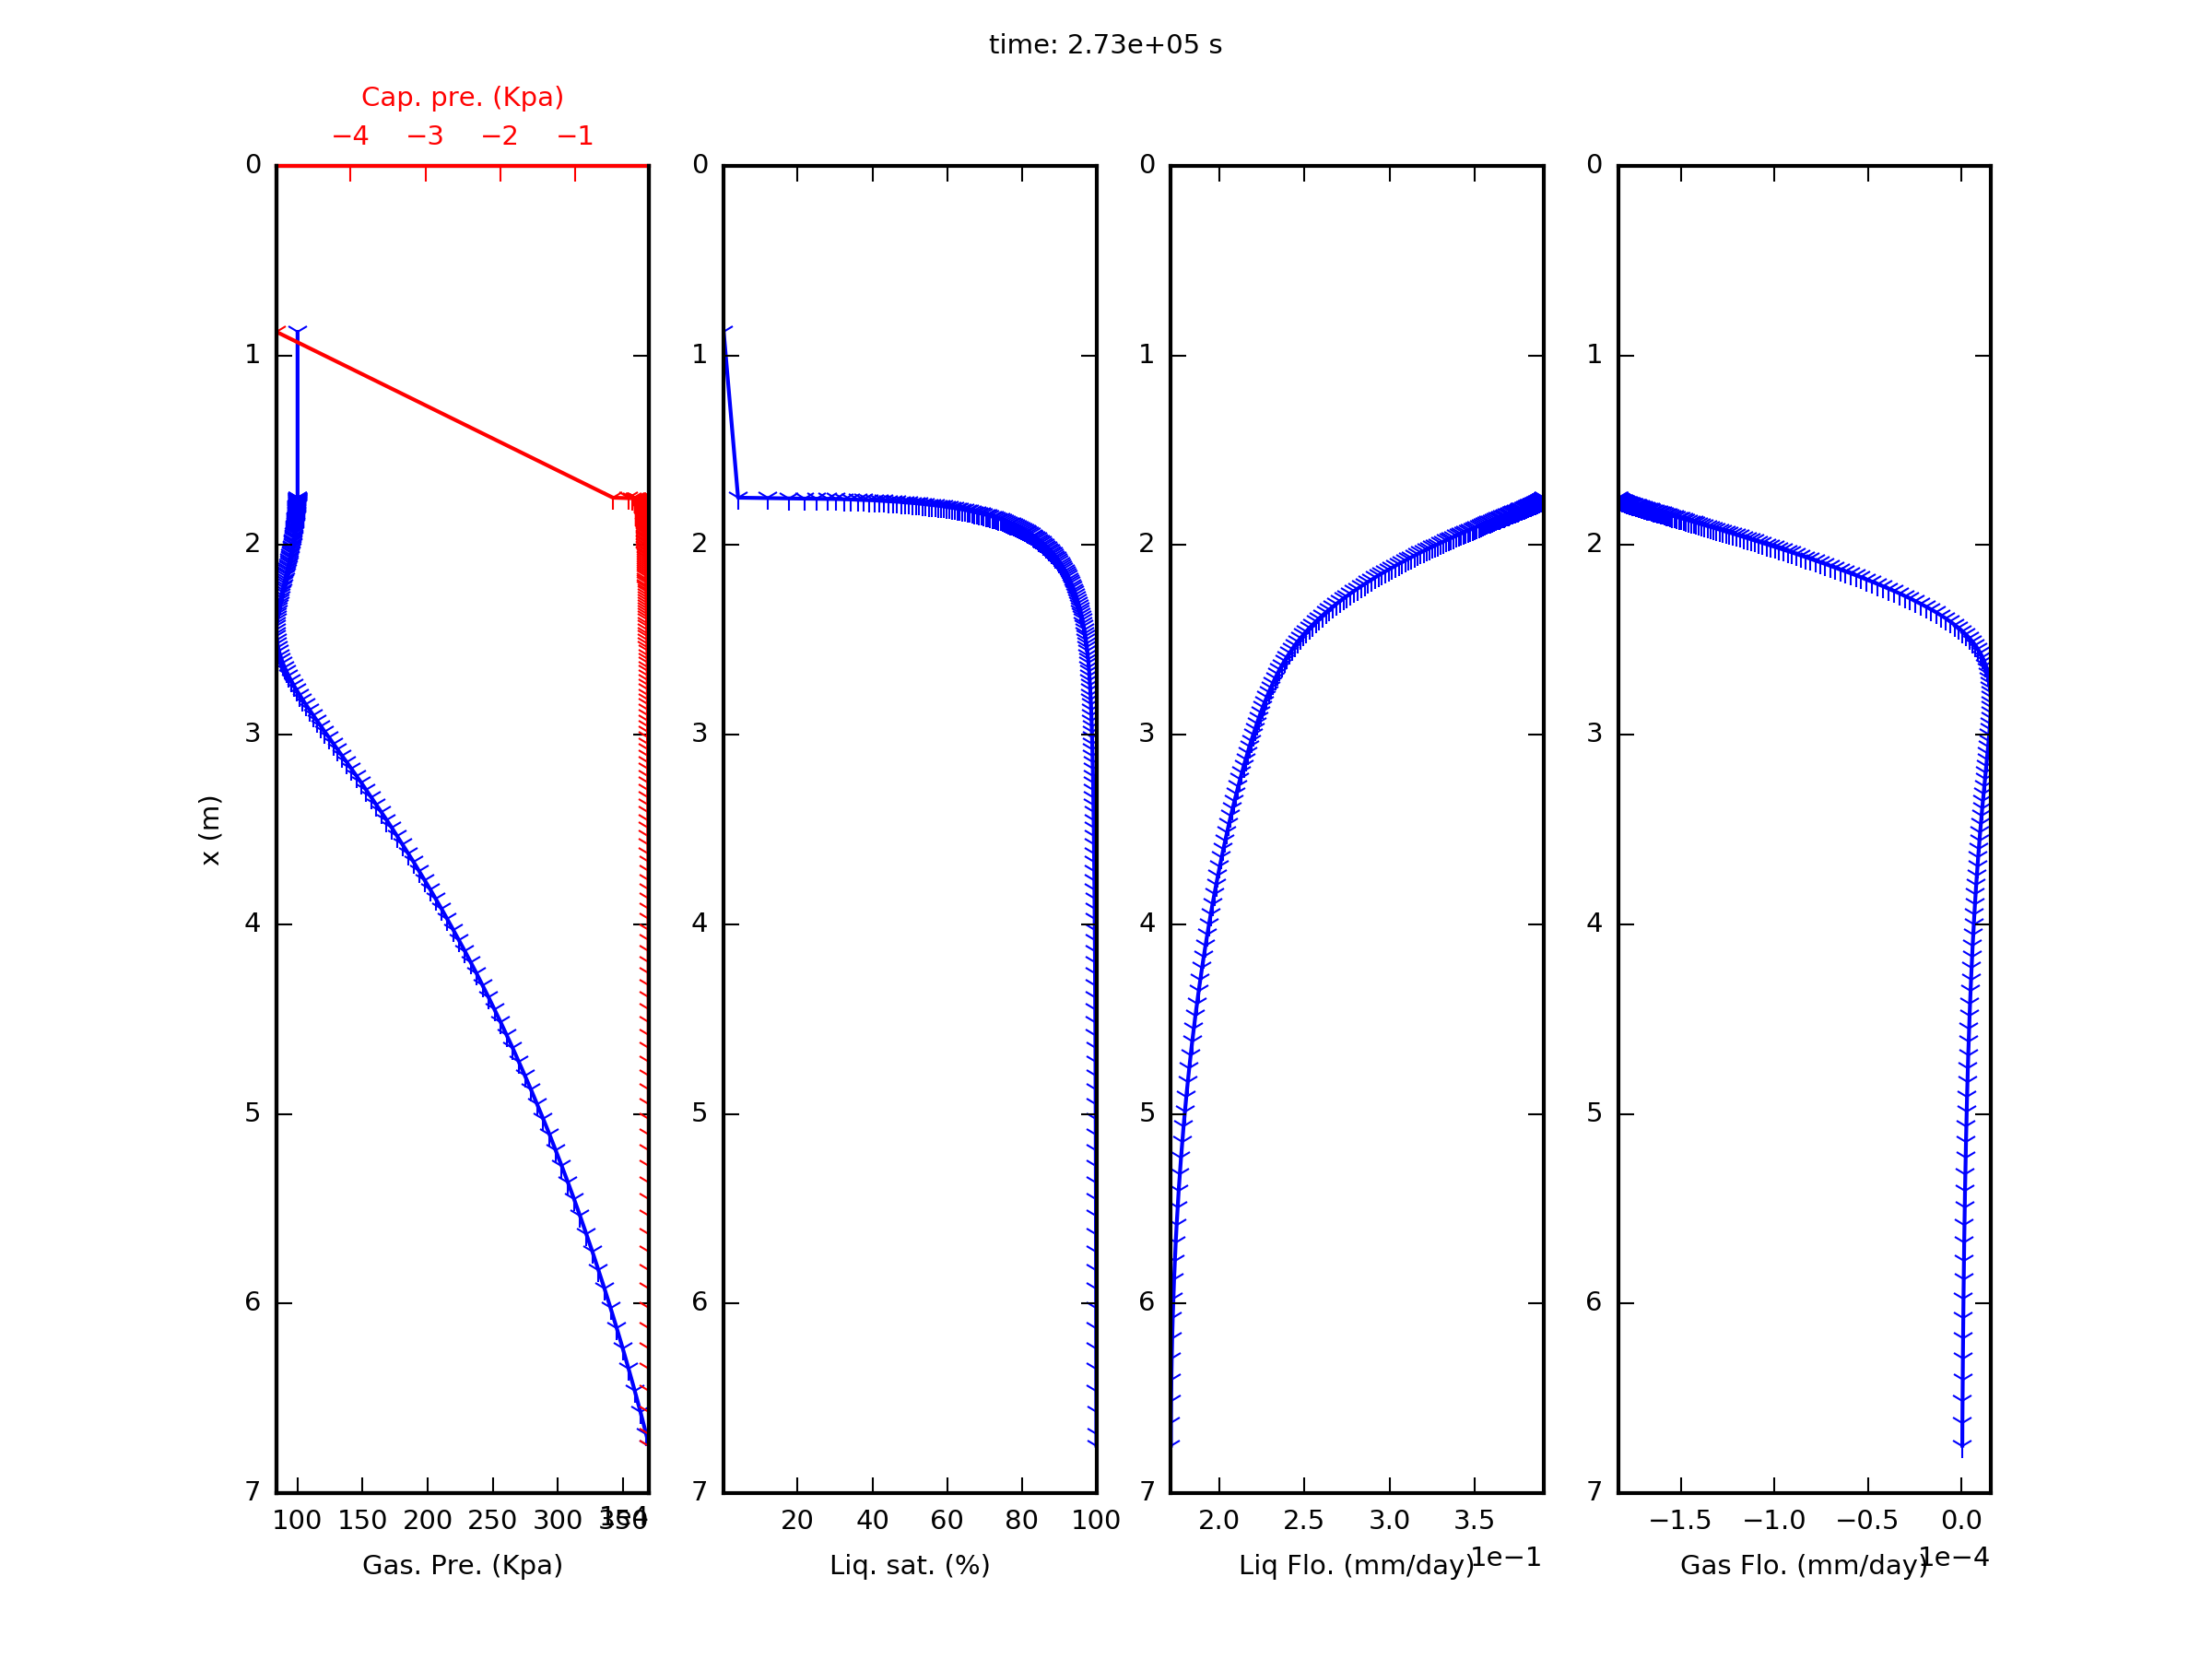 time: 2.73e+05 s
Cap. pre. (Kpa)
−4 −3 −2 −1
0 0 0 0
1 1 1 1
2 2 2 2
3 3 3 3
x (m)
4 4 4 4
5 5 5 5
6 6 6 6
7 7 7 7
1e4
100 150 200 250 300 350 20 40 60 80 100 2.0 2.5 3.0 3.5 −1.5 −1.0 −0.5 0.0
Gas. Pre. (Kpa) Liq. sat. (%) Liq Flo. (mm/day) 1e−1 Gas Flo. (mm/day) 1e−4